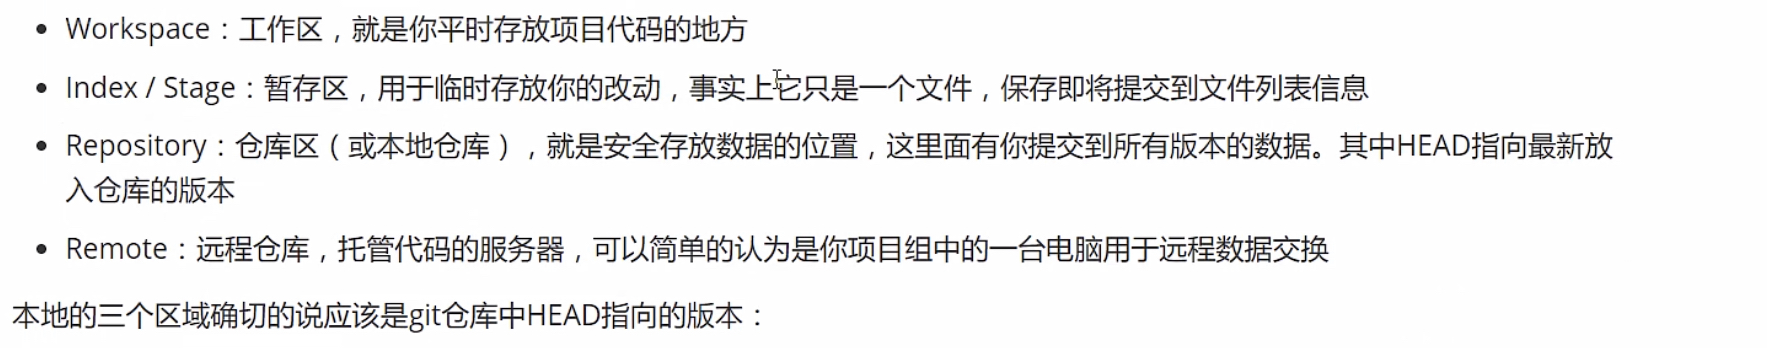 • Workspace：工作区，就是你平时存放项目代码的地方
• Index / Stage：暂存区，用于临时存放你的改动，事实上它只是一个文件，保存即将提交到文件列表信息
• Repository：仓库区（或本地仓库），就是安全存放数据的位置，这里面有你提交到所有版本的数据。其中HEAD指向最新放
入仓库的版本
• Remote：远程仓库，托管代码的服务器，可以简单的认为是你项目组中的一台电脑用于远程数据交换
本地的三个区域确切的说应该是git仓库中HEAD指向的版本：